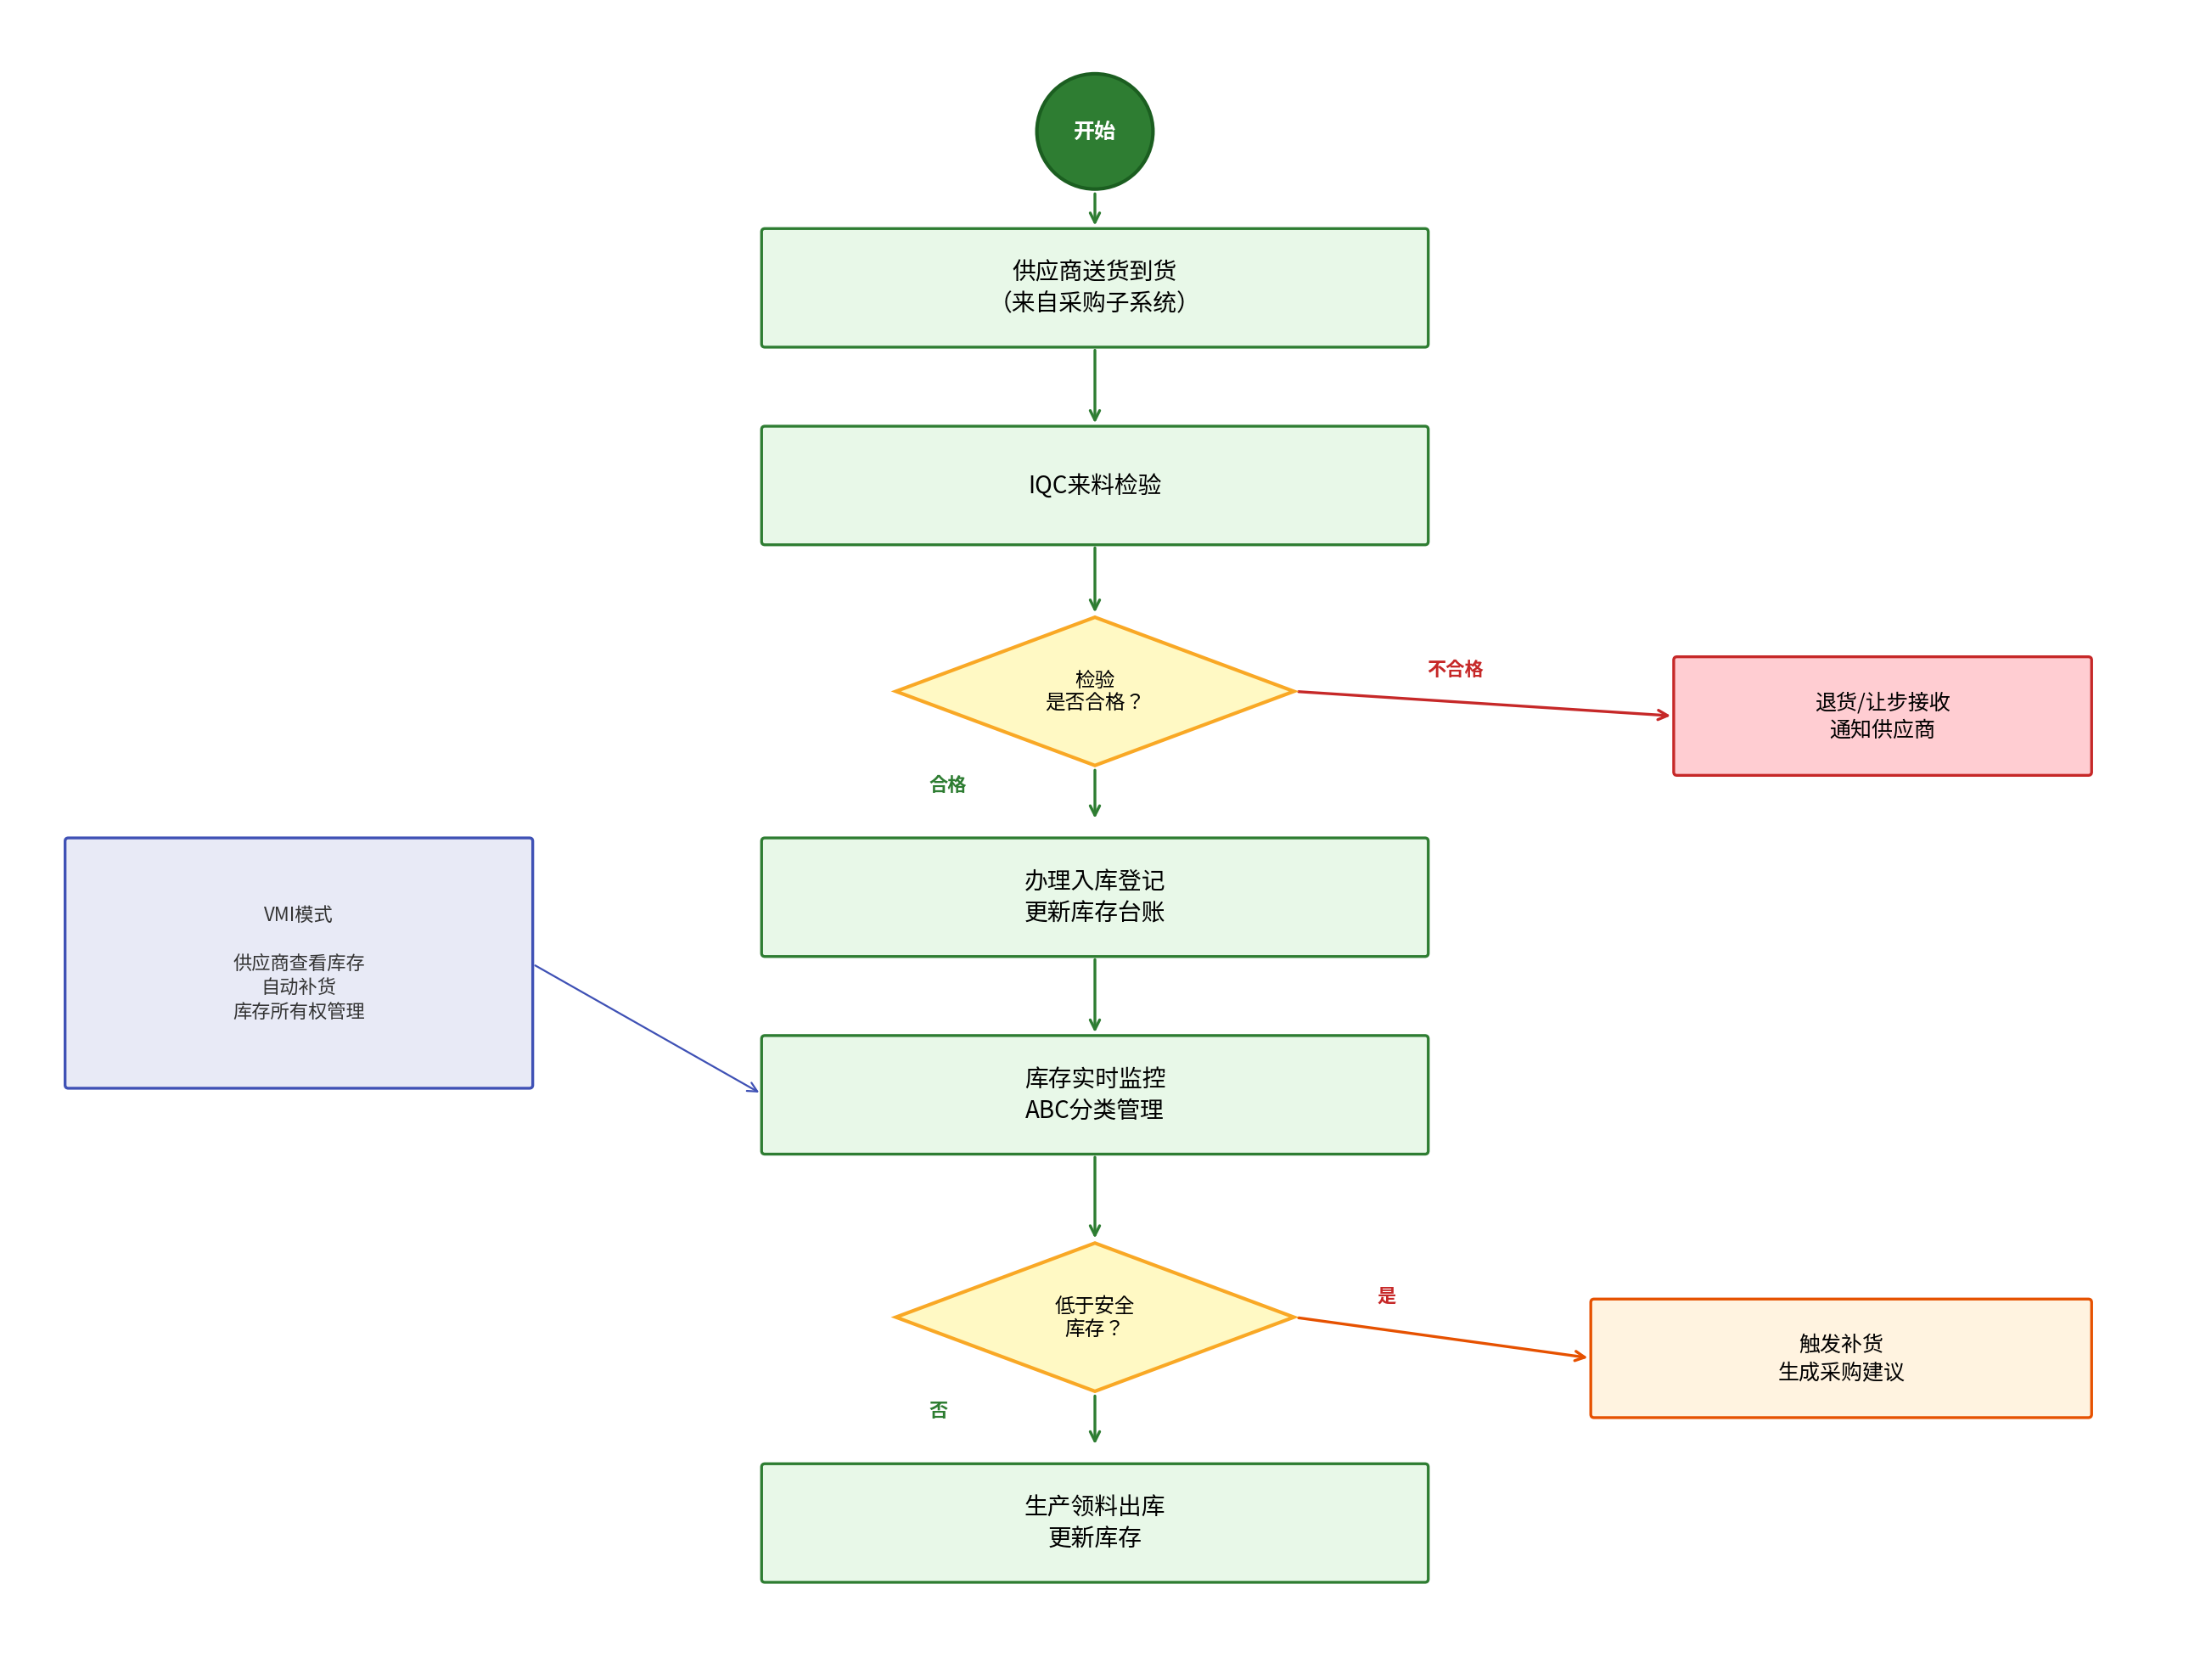 开始
供应商送货到货
（来自采购子系统）
IQC来料检验
检验
是否合格？
不合格
退货/让步接收
通知供应商
合格
办理入库登记
更新库存台账
VMI模式
供应商查看库存
自动补货
库存所有权管理
库存实时监控
ABC分类管理
低于安全
库存？
是
触发补货
生成采购建议
否
生产领料出库
更新库存